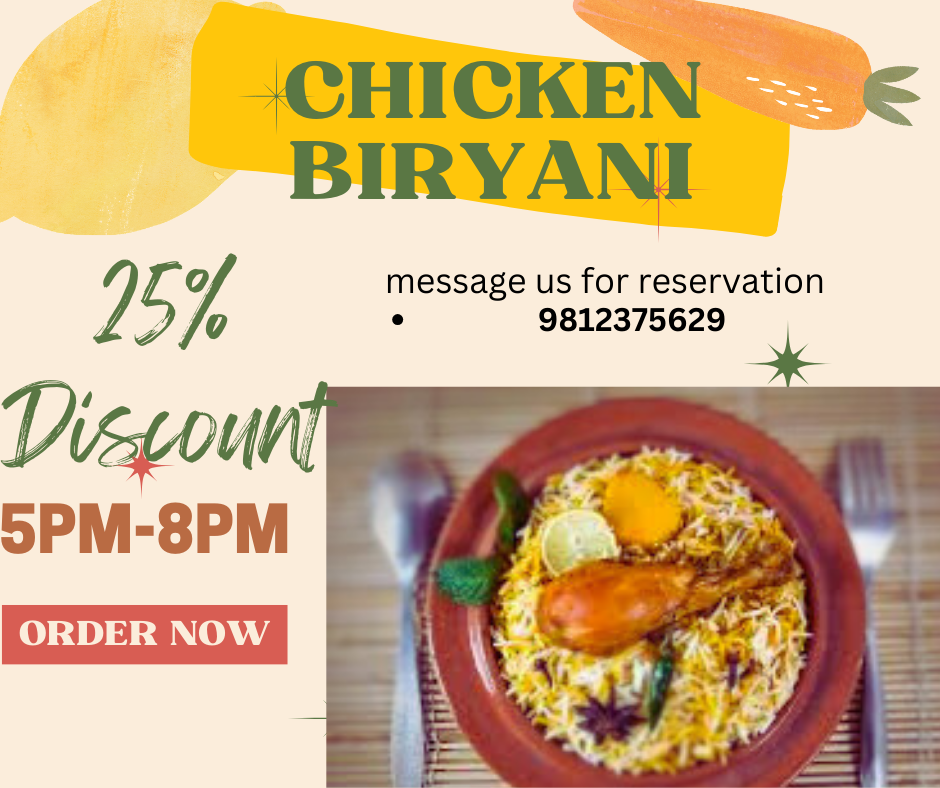 CHICKEN
BIRYANI
25%
Discount
5PM-8PM
ORDER NOW
message us for reservation
• 9812375629